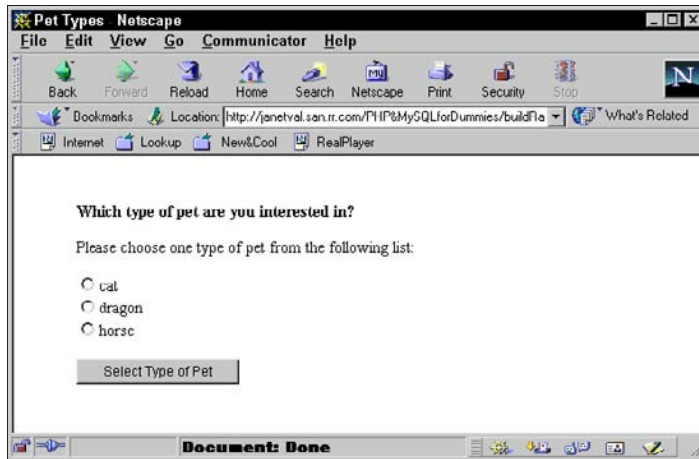 Pet Types - Netscape
File Edit View Go Communicator Help
Back Forward Reload Home Search Netscape Print Security Stop
N
Bookmarks Location: http://janetval.san.rr.com/PHP&MySQLforDummies/buildRa What's Related
Internet Lookup New&Cool RealPlayer
Which type of pet are you interested in?
Please choose one type of pet from the following list:
cat
dragon
horse
Select Type of Pet
Document: Done